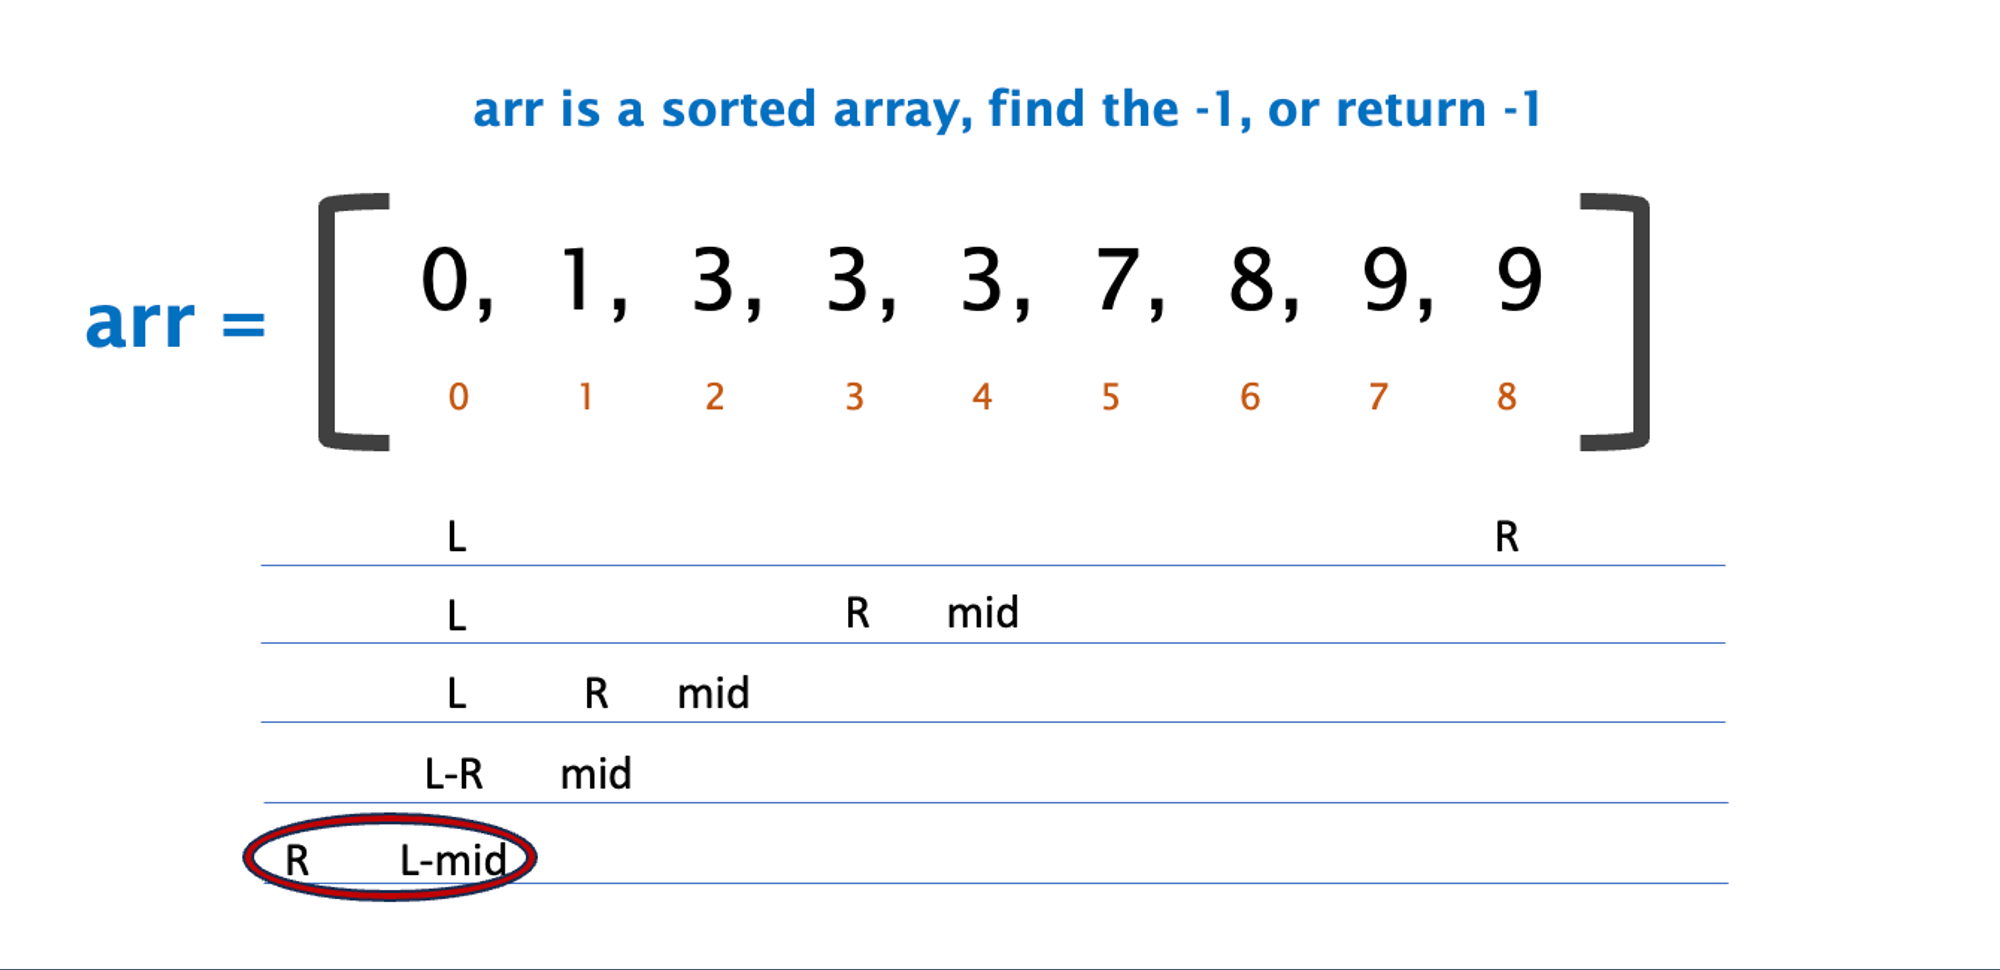 arr is a sorted array, find the -1, or return -1
arr = [ 0, 1, 3, 3, 3, 7, 8, 9, 9 ]
0 1 2 3 4 5 6 7 8
L R
L R mid
L R mid
L-R mid
R L-mid